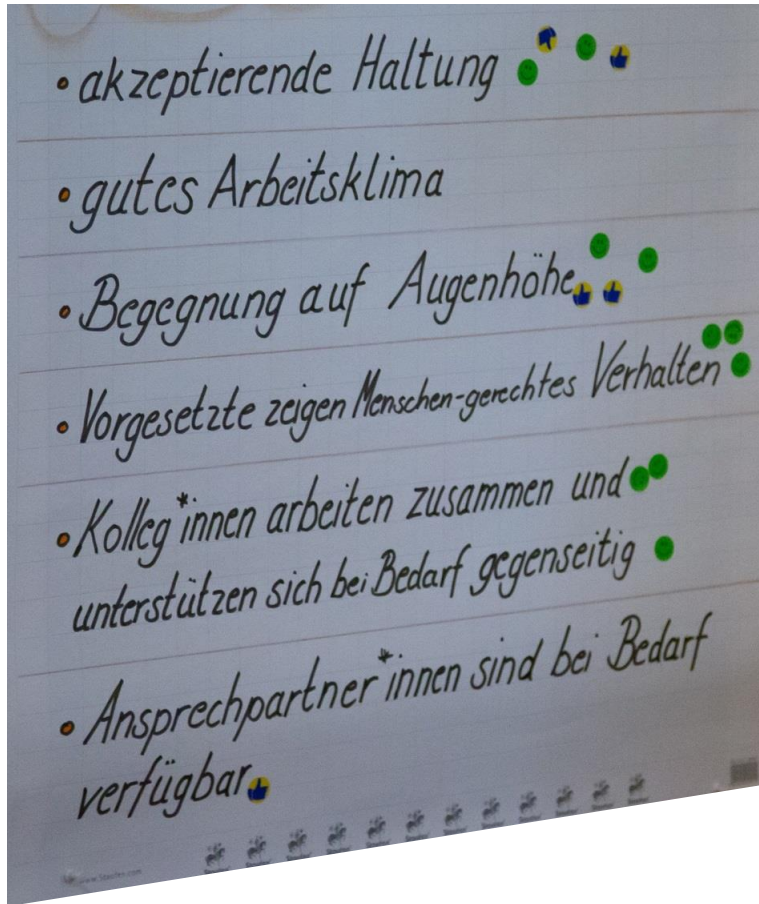 • akzeptierende Haltung
• gutes Arbeitsklima
• Begegnung auf Augenhöhe
• Vorgesetzte zeigen Menschen-gerechtes Verhalten
• Kolleg*innen arbeiten zusammen und
unterstützen sich bei Bedarf gegenseitig
• Ansprechpartner*innen sind bei Bedarf
verfügbar